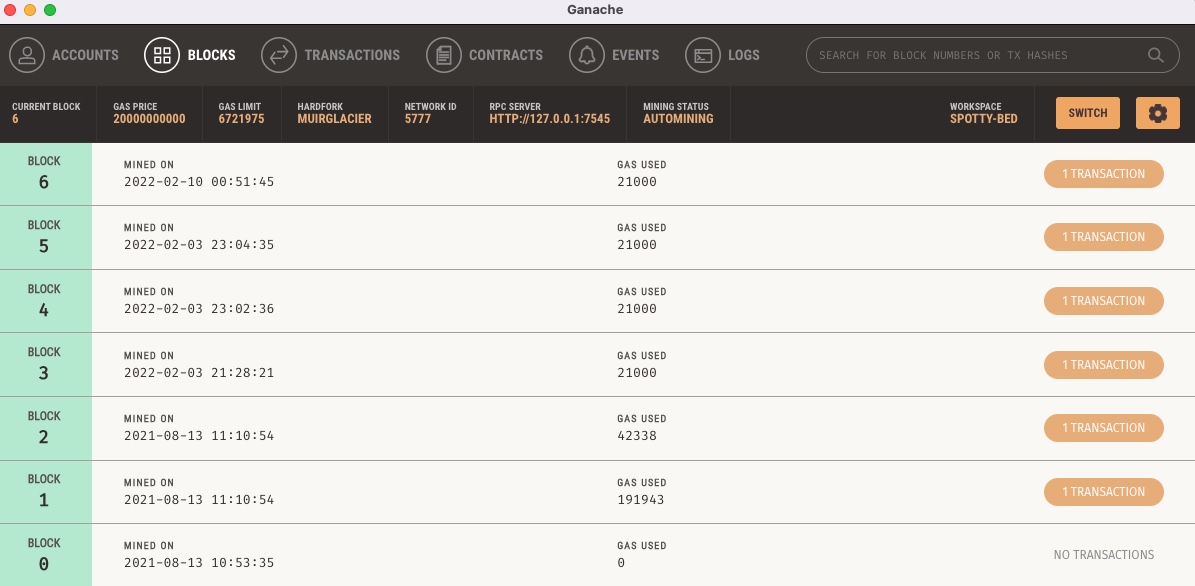 Ganache
ACCOUNTS BLOCKS TRANSACTIONS CONTRACTS EVENTS LOGS SEARCH FOR BLOCK NUMBERS OR TX HASHES
CURRENT BLOCK GAS PRICE GAS LIMIT HARDFORK NETWORK ID RPC SERVER MINING STATUS WORKSPACE
6 20000000000 6721975 MUIRGLACIER 5777 HTTP://127.0.0.1:7545 AUTOMINING SPOTTY-BED SWITCH
BLOCK MINED ON GAS USED
6 2022-02-10 00:51:45 21000 1 TRANSACTION
BLOCK MINED ON GAS USED
5 2022-02-03 23:04:35 21000 1 TRANSACTION
BLOCK MINED ON GAS USED
4 2022-02-03 23:02:36 21000 1 TRANSACTION
BLOCK MINED ON GAS USED
3 2022-02-03 21:28:21 21000 1 TRANSACTION
BLOCK MINED ON GAS USED
2 2021-08-13 11:10:54 42338 1 TRANSACTION
BLOCK MINED ON GAS USED
1 2021-08-13 11:10:54 191943 1 TRANSACTION
BLOCK MINED ON GAS USED
0 2021-08-13 10:53:35 0 NO TRANSACTIONS